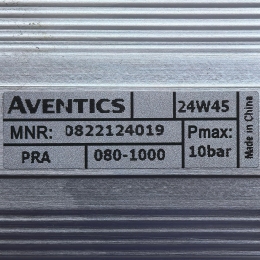 AVENTICS 24W45
MNR: 0822124019 Pmax:
PRA 080-1000 10bar
Made in China